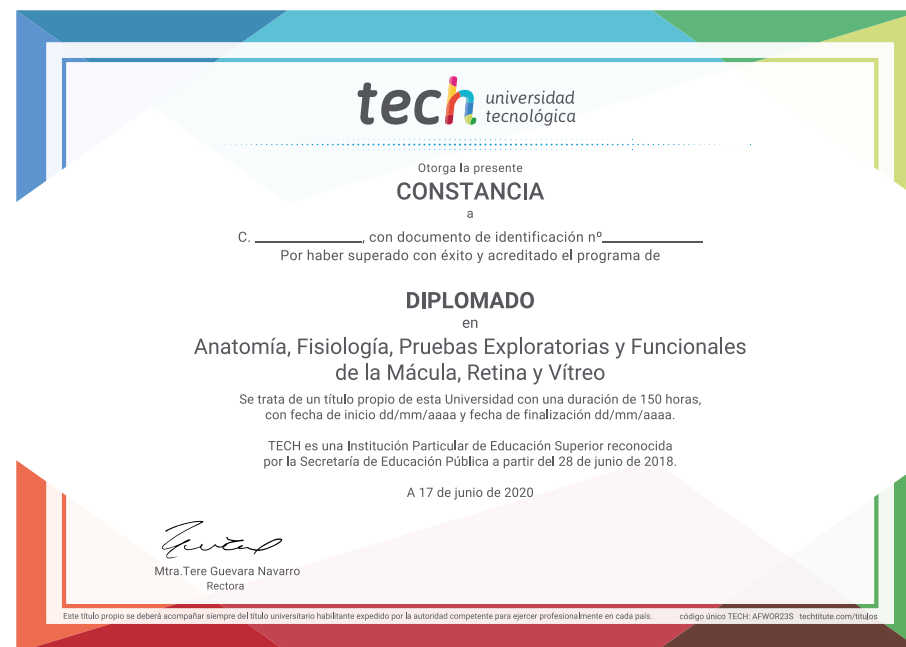 tech universidad
tecnológica
Otorga la presente
CONSTANCIA
a
C. ______________, con documento de identificación nº_____________
Por haber superado con éxito y acreditado el programa de
DIPLOMADO
en
Anatomía, Fisiología, Pruebas Exploratorias y Funcionales
de la Mácula, Retina y Vítreo
Se trata de un título propio de esta Universidad con una duración de 150 horas,
con fecha de inicio dd/mm/aaaa y fecha de finalización dd/mm/aaaa.
TECH es una Institución Particular de Educación Superior reconocida
por la Secretaría de Educación Pública a partir del 28 de junio de 2018.
A 17 de junio de 2020
Mtra.Tere Guevara Navarro
Rectora
Este título propio se deberá acompañar siempre del título universitario habilitante expedido por la autoridad competente para ejercer profesionalmente en cada país. código único TECH: AFWOR23S techtitute.com/titulos